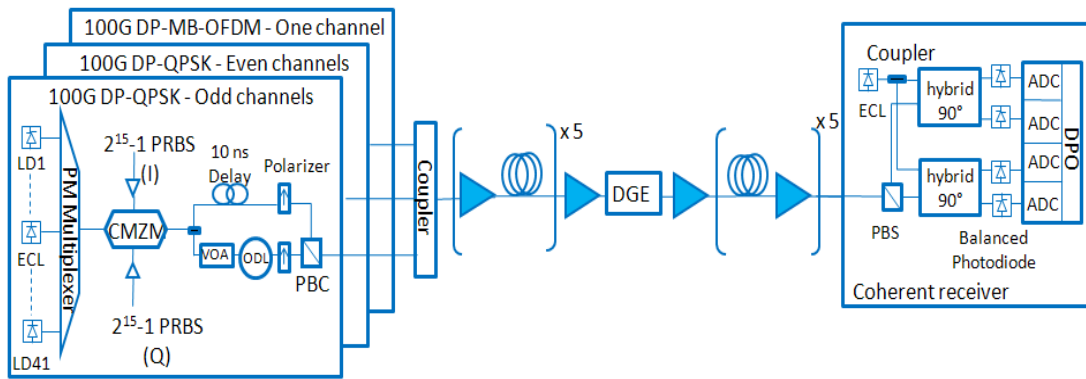 100G DP-MB-OFDM - One channel
100G DP-QPSK - Even channels
100G DP-QPSK - Odd channels
LD1
ECL
LD41
PM Multiplexer
2¹⁵-1 PRBS
(I)
CMZM
2¹⁵-1 PRBS
(Q)
10 ns
Delay
Polarizer
VOA
ODL
PBC
Coupler
x 5
DGE
x 5
Coupler
ECL
hybrid
90°
hybrid
90°
PBS
ADC
ADC
ADC
ADC
DPO
Balanced
Photodiode
Coherent receiver